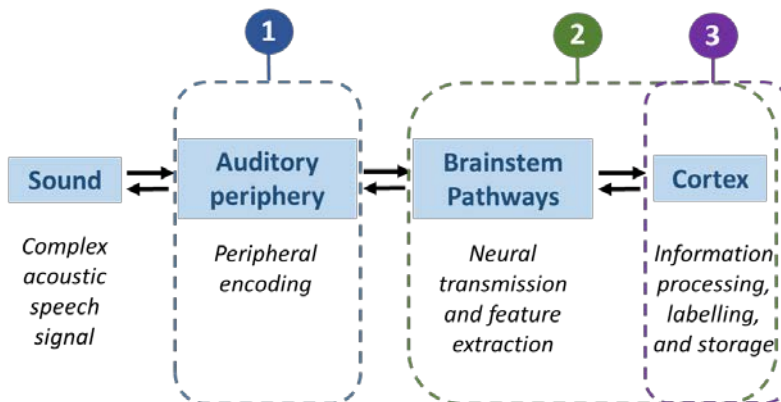 1
2
3
Sound
Auditory
periphery
Brainstem
Pathways
Cortex
Complex
acoustic
speech
signal
Peripheral
encoding
Neural
transmission
and feature
extraction
Information
processing,
labelling,
and storage